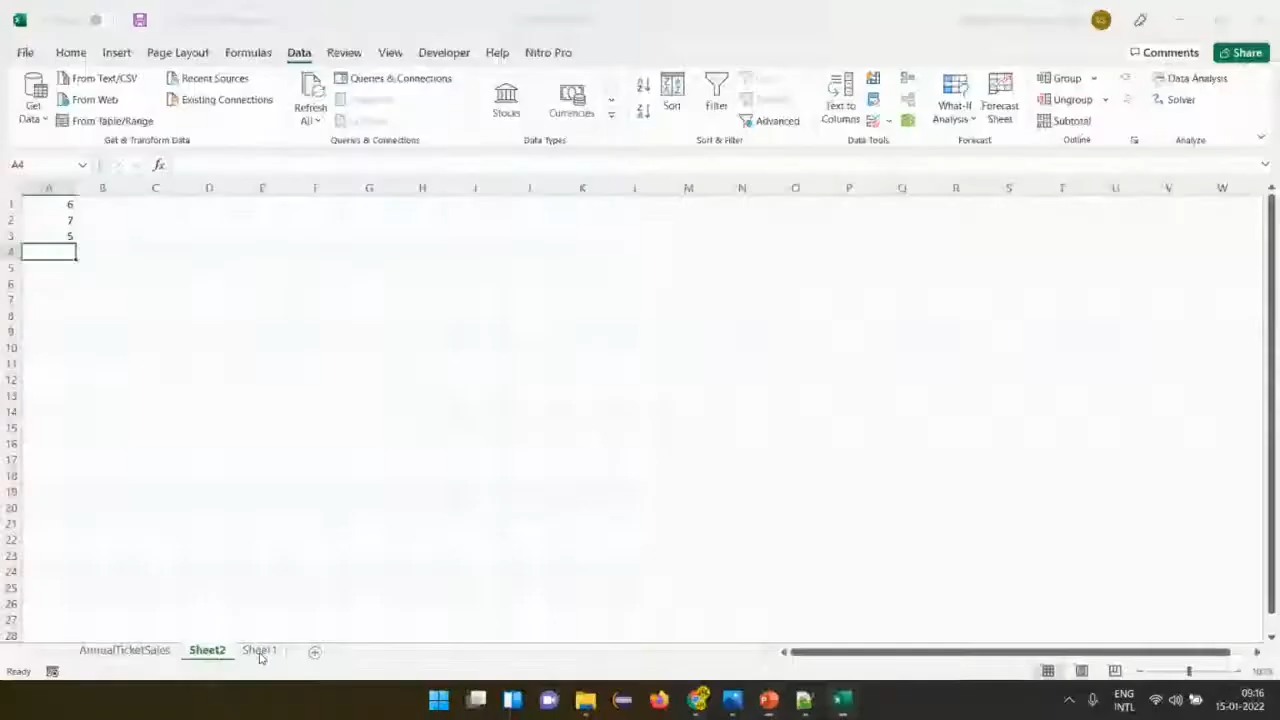 File Home Insert Page Layout Formulas Data Review View Developer Help Nitro Pro Comments Share
Get Data
From Text/CSV
From Web
From Table/Range
Recent Sources
Existing Connections
Get & Transform Data
Refresh All
Queries & Connections
Queries & Connections
Stocks
Currencies
Data Types
Sort
Filter
Advanced
Sort & Filter
Text to Columns
Data Tools
What-If Analysis
Forecast Sheet
Forecast
Group
Ungroup
Subtotal
Outline
Data Analysis
Solver
Analyze
A4 fx
A B C D E F G H I J K L M N O P Q R S T U V W
1 6
2 7
3 5
4
5
6
7
8
9
10
11
12
13
14
15
16
17
18
19
20
21
22
23
24
25
26
27
28
AnnualTicketSales Sheet2 Sheet1
Ready 100%
ENG
INTL
09:16
15-01-2022